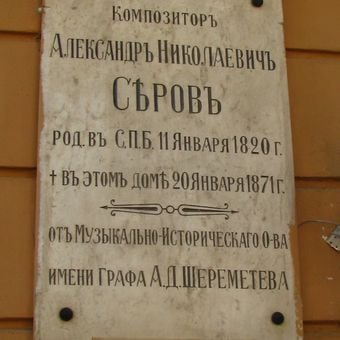 Композиторъ
Александръ Николаевичъ
Сѣровъ
род. въ С.П.Б. 11 Января 1820 г.
† въ этомъ домѣ 20 Января 1871 г.
отъ Музыкально-Историческаго О-ва
имени Графа А.Д. Шереметева